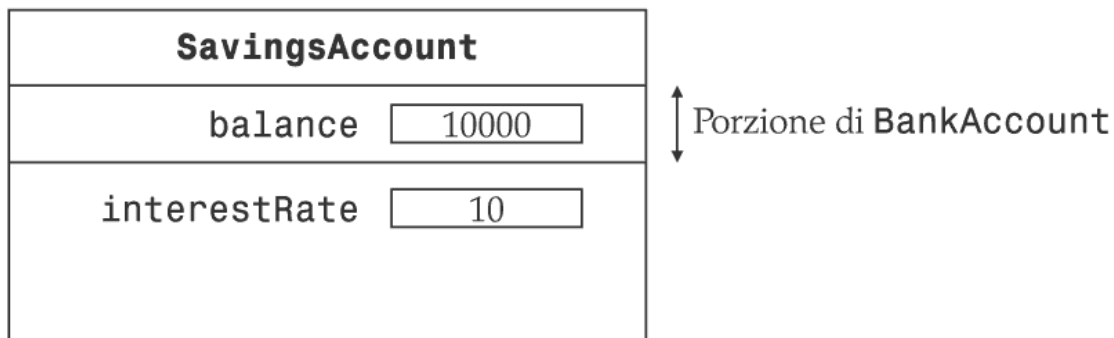 SavingsAccount
balance 10000 Porzione di BankAccount
interestRate 10